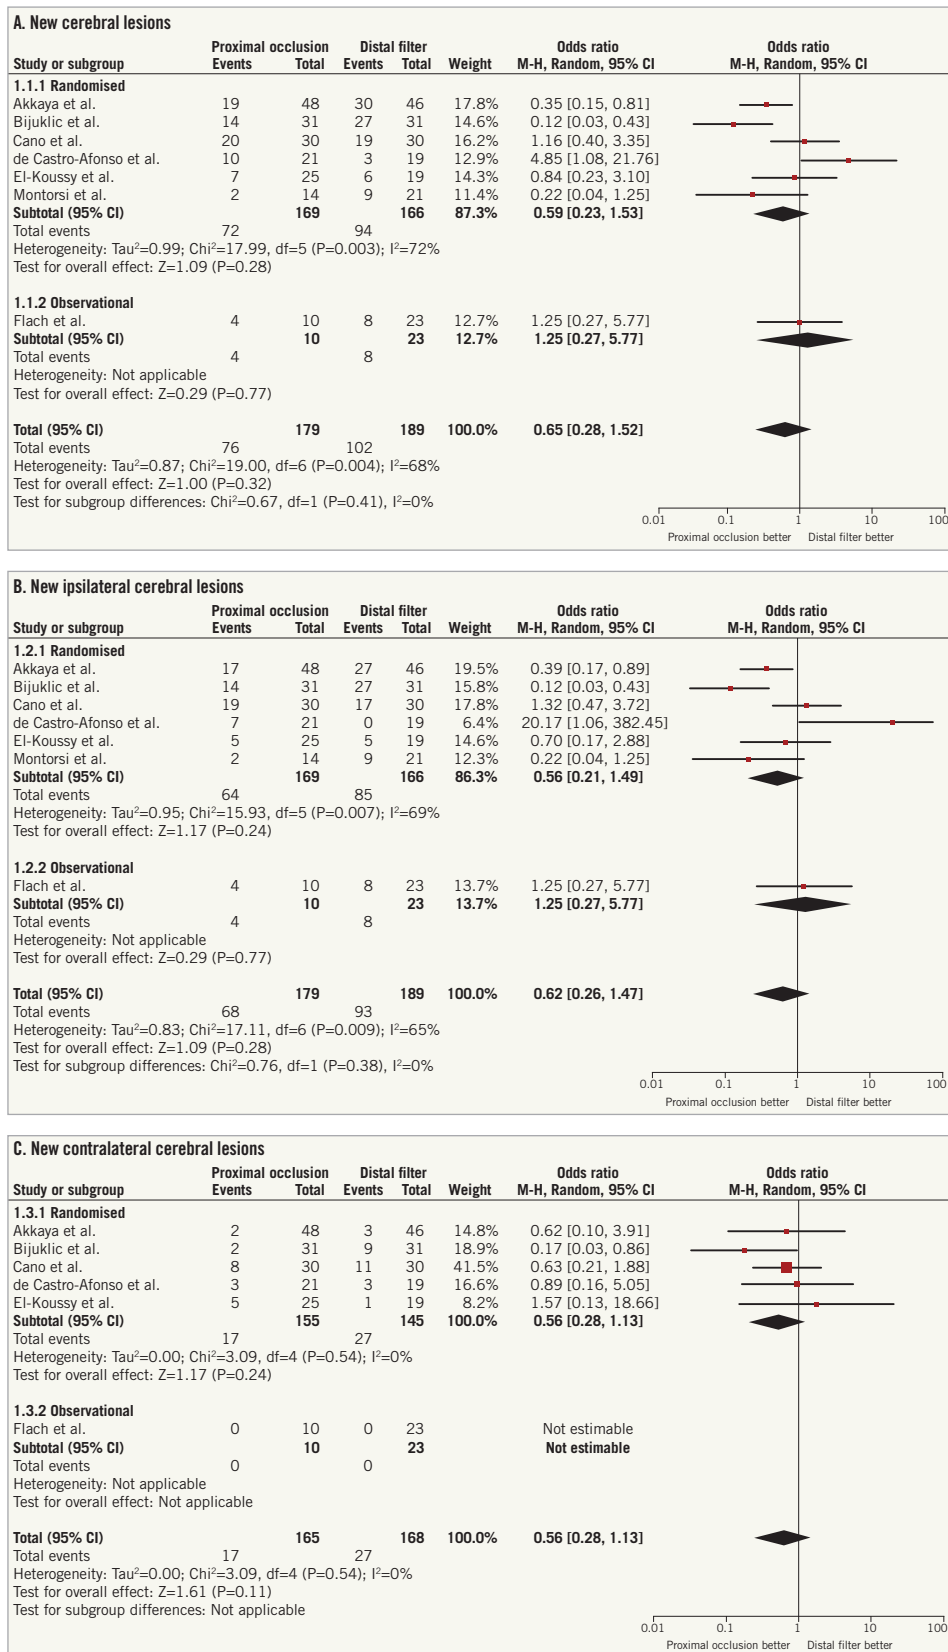 A. New cerebral lesions
Proximal occlusion Distal filter Odds ratio Odds ratio
Study or subgroup Events Total Events Total Weight M-H, Random, 95% CI M-H, Random, 95% CI
1.1.1 Randomised
Akkaya et al. 19 48 30 46 17.8% 0.35 [0.15, 0.81]
Bijuklic et al. 14 31 27 31 14.6% 0.12 [0.03, 0.43]
Cano et al. 20 30 19 30 16.2% 1.16 [0.40, 3.35]
de Castro-Afonso et al. 10 21 3 19 12.9% 4.85 [1.08, 21.76]
El-Koussy et al. 7 25 6 19 14.3% 0.84 [0.23, 3.10]
Montorsi et al. 2 14 9 21 11.4% 0.22 [0.04, 1.25]
Subtotal (95% CI) 169 166 87.3% 0.59 [0.23, 1.53]
Total events 72 94
Heterogeneity: Tau²=0.99; Chi²=17.99, df=5 (P=0.003); I²=72%
Test for overall effect: Z=1.09 (P=0.28)
1.1.2 Observational
Flach et al. 4 10 8 23 12.7% 1.25 [0.27, 5.77]
Subtotal (95% CI) 10 23 12.7% 1.25 [0.27, 5.77]
Total events 4 8
Heterogeneity: Not applicable
Test for overall effect: Z=0.29 (P=0.77)
Total (95% CI) 179 189 100.0% 0.65 [0.28, 1.52]
Total events 76 102
Heterogeneity: Tau²=0.87; Chi²=19.00, df=6 (P=0.004); I²=68%
Test for overall effect: Z=1.00 (P=0.32)
Test for subgroup differences: Chi²=0.67, df=1 (P=0.41), I²=0%
0.01 0.1 1 10 100
Proximal occlusion better Distal filter better
B. New ipsilateral cerebral lesions
Proximal occlusion Distal filter Odds ratio Odds ratio
Study or subgroup Events Total Events Total Weight M-H, Random, 95% CI M-H, Random, 95% CI
1.2.1 Randomised
Akkaya et al. 17 48 27 46 19.5% 0.39 [0.17, 0.89]
Bijuklic et al. 14 31 27 31 15.8% 0.12 [0.03, 0.43]
Cano et al. 19 30 17 30 17.8% 1.32 [0.47, 3.72]
de Castro-Afonso et al. 7 21 0 19 6.4% 20.17 [1.06, 382.45]
El-Koussy et al. 5 25 5 19 14.6% 0.70 [0.17, 2.88]
Montorsi et al. 2 14 9 21 12.3% 0.22 [0.04, 1.25]
Subtotal (95% CI) 169 166 86.3% 0.56 [0.21, 1.49]
Total events 64 85
Heterogeneity: Tau²=0.95; Chi²=15.93, df=5 (P=0.007); I²=69%
Test for overall effect: Z=1.17 (P=0.24)
1.2.2 Observational
Flach et al. 4 10 8 23 13.7% 1.25 [0.27, 5.77]
Subtotal (95% CI) 10 23 13.7% 1.25 [0.27, 5.77]
Total events 4 8
Heterogeneity: Not applicable
Test for overall effect: Z=0.29 (P=0.77)
Total (95% CI) 179 189 100.0% 0.62 [0.26, 1.47]
Total events 68 93
Heterogeneity: Tau²=0.83; Chi²=17.11, df=6 (P=0.009); I²=65%
Test for overall effect: Z=1.09 (P=0.28)
Test for subgroup differences: Chi²=0.76, df=1 (P=0.38), I²=0%
0.01 0.1 1 10 100
Proximal occlusion better Distal filter better
C. New contralateral cerebral lesions
Proximal occlusion Distal filter Odds ratio Odds ratio
Study or subgroup Events Total Events Total Weight M-H, Random, 95% CI M-H, Random, 95% CI
1.3.1 Randomised
Akkaya et al. 2 48 3 46 14.8% 0.62 [0.10, 3.91]
Bijuklic et al. 2 31 9 31 18.9% 0.17 [0.03, 0.86]
Cano et al. 8 30 11 30 41.5% 0.63 [0.21, 1.88]
de Castro-Afonso et al. 3 21 3 19 16.6% 0.89 [0.16, 5.05]
El-Koussy et al. 5 25 1 19 8.2% 1.57 [0.13, 18.66]
Subtotal (95% CI) 155 145 100.0% 0.56 [0.28, 1.13]
Total events 17 27
Heterogeneity: Tau²=0.00; Chi²=3.09, df=4 (P=0.54); I²=0%
Test for overall effect: Z=1.17 (P=0.24)
1.3.2 Observational
Flach et al. 0 10 0 23 Not estimable
Subtotal (95% CI) 10 23 Not estimable
Total events 0 0
Heterogeneity: Not applicable
Test for overall effect: Not applicable
Total (95% CI) 165 168 100.0% 0.56 [0.28, 1.13]
Total events 17 27
Heterogeneity: Tau²=0.00; Chi²=3.09, df=4 (P=0.54); I²=0%
Test for overall effect: Z=1.61 (P=0.11)
Test for subgroup differences: Not applicable
0.01 0.1 1 10 100
Proximal occlusion better Distal filter better